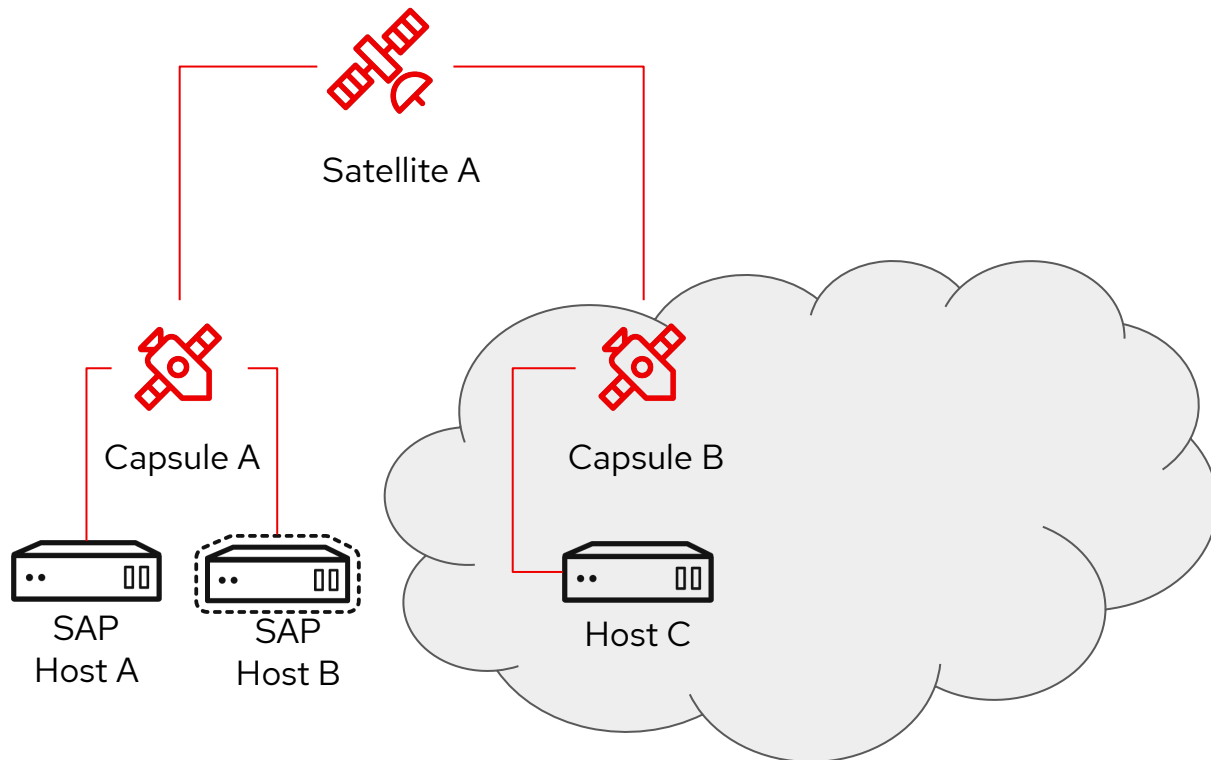 Satellite A
Capsule A
Capsule B
SAP
Host A
SAP
Host B
Host C